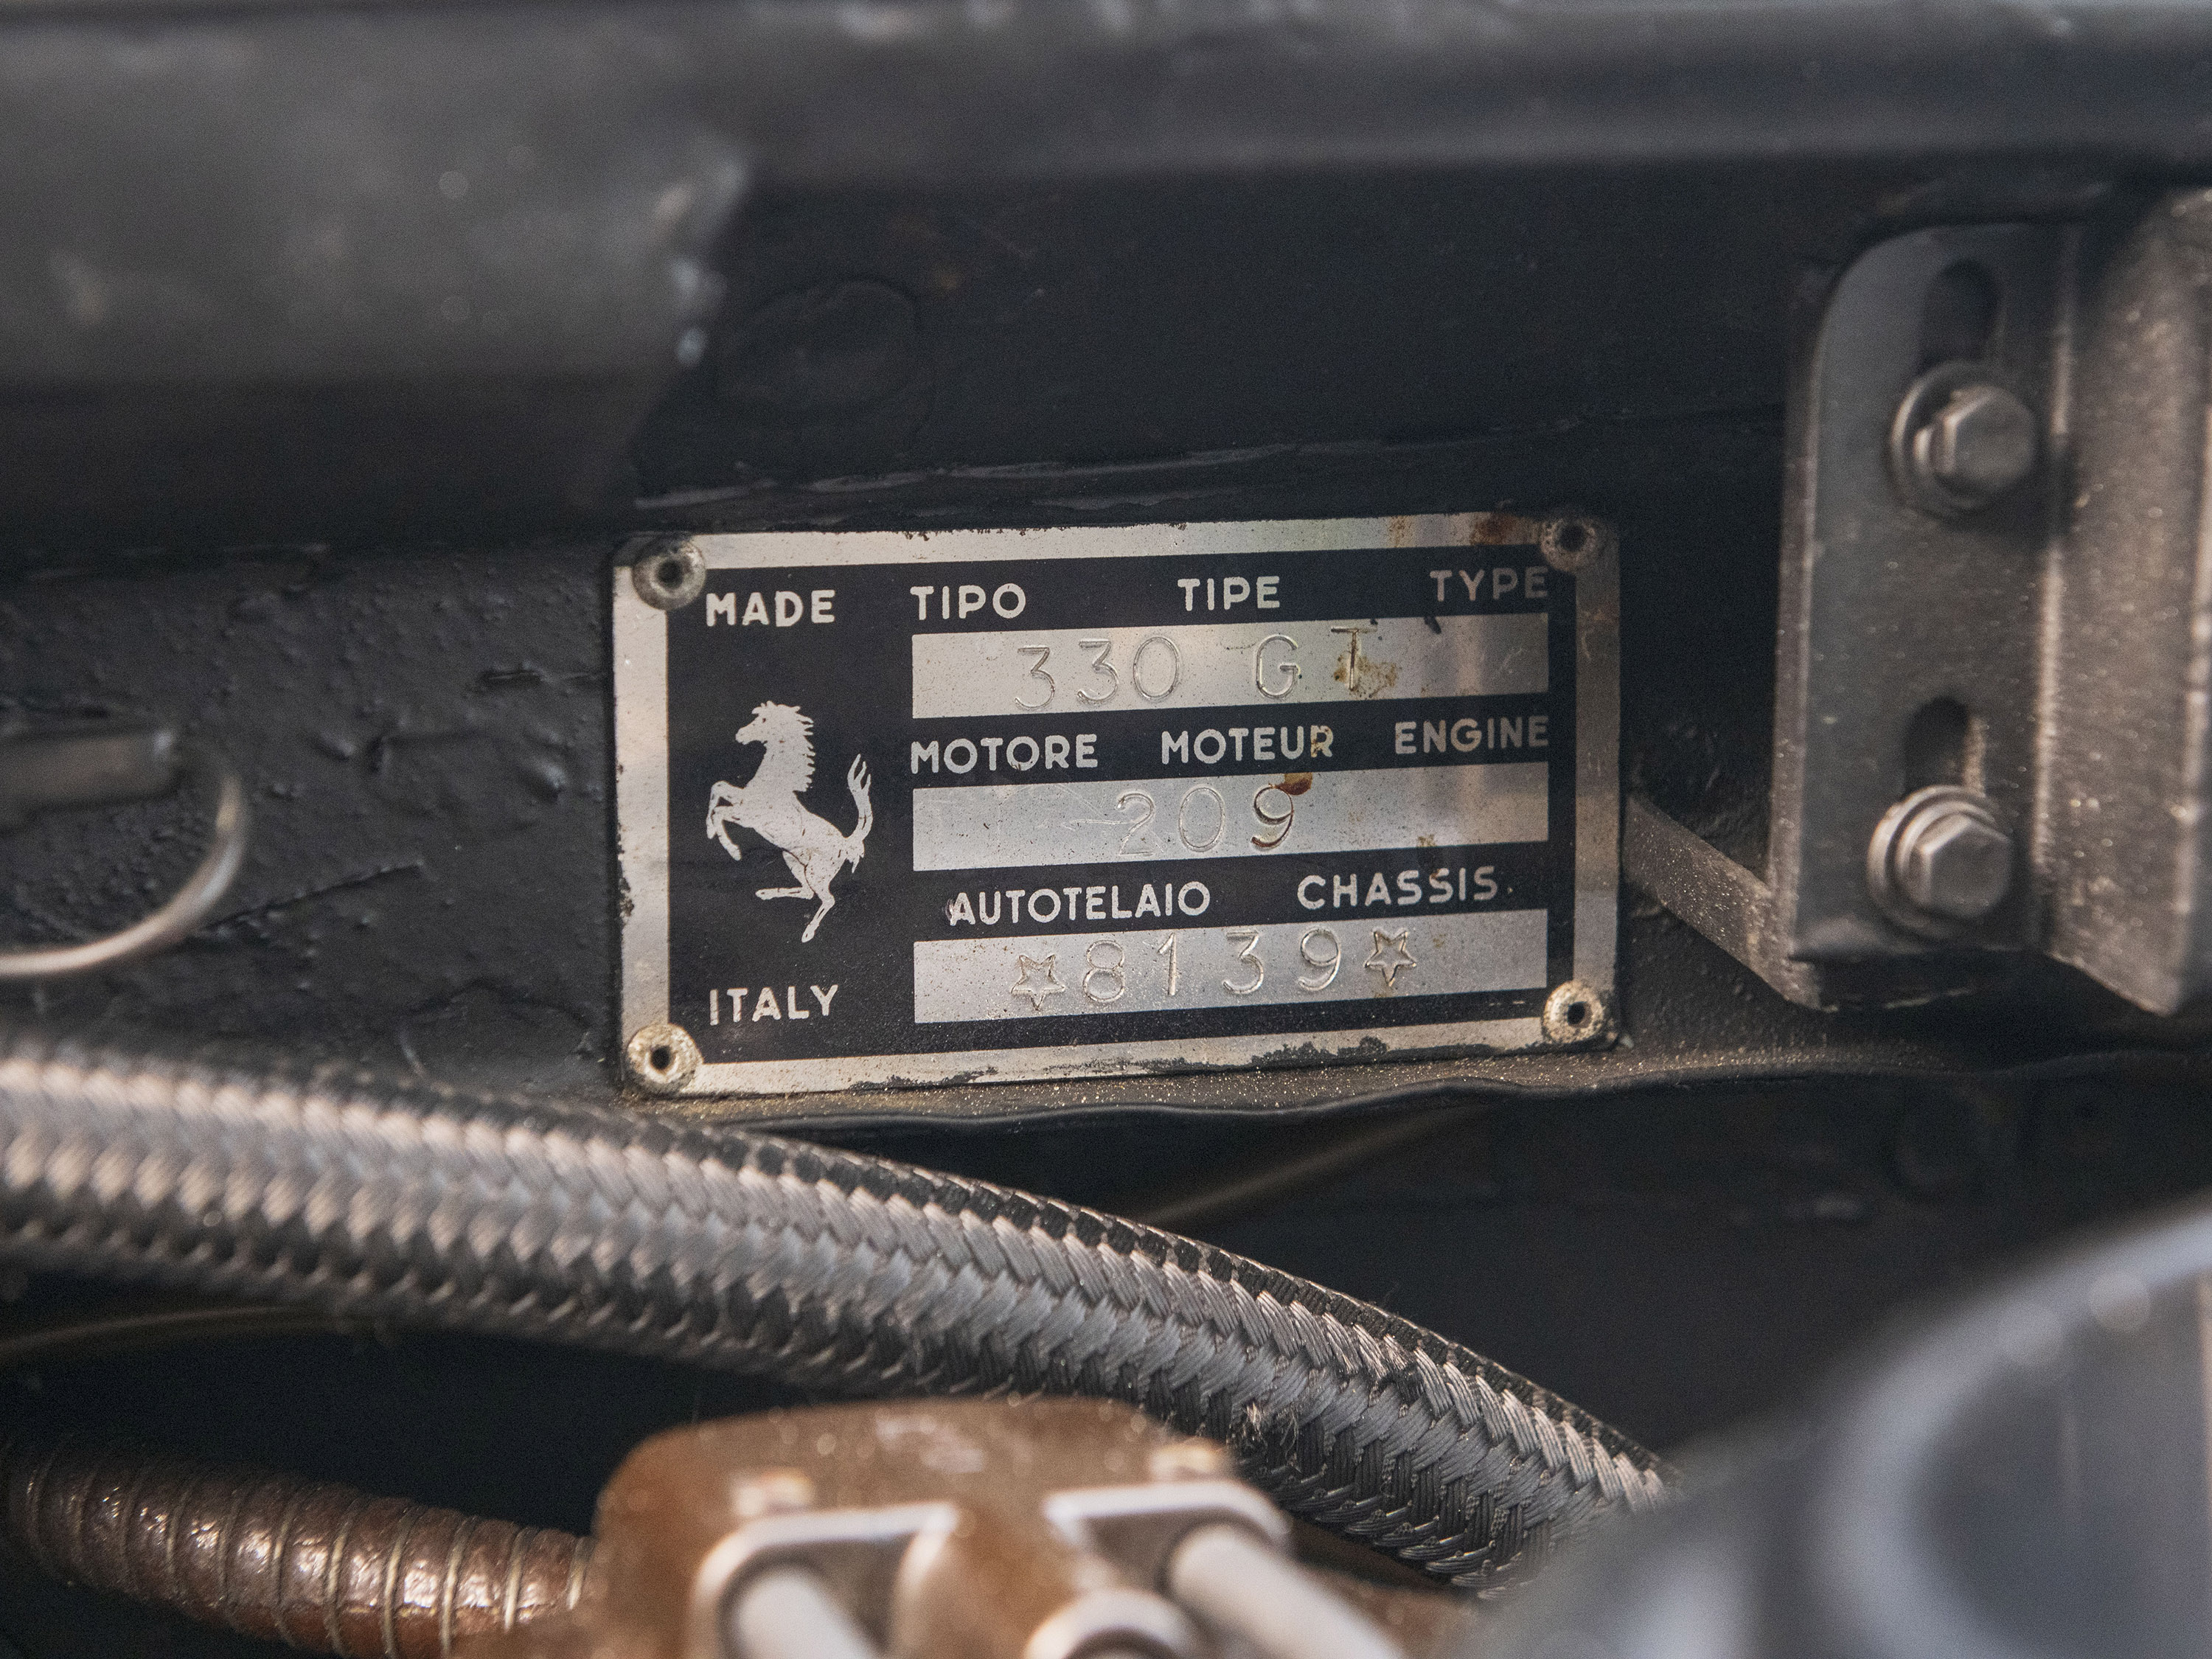 MADE TIPO TIPE TYPE
330 GT
MOTORE MOTEUR ENGINE
209
AUTOTELAIO CHASSIS
☆8139☆
ITALY